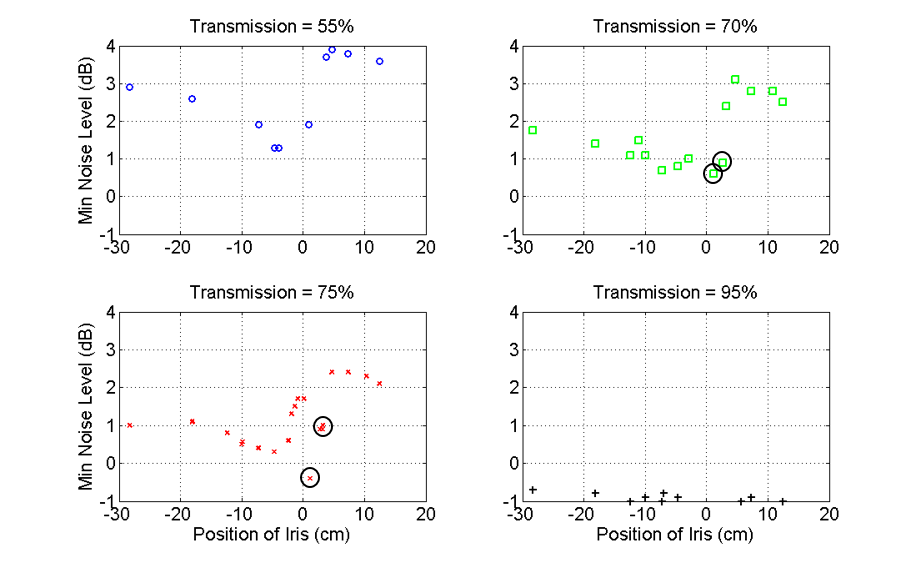 Transmission = 55%
Transmission = 70%
Min Noise Level (dB)
4
3
2
1
0
-1
-30 -20 -10 0 10 20
4
3
2
1
0
-1
-30 -20 -10 0 10 20
Transmission = 75%
Transmission = 95%
Min Noise Level (dB)
4
3
2
1
0
-1
-30 -20 -10 0 10 20
Position of Iris (cm)
4
3
2
1
0
-1
-30 -20 -10 0 10 20
Position of Iris (cm)